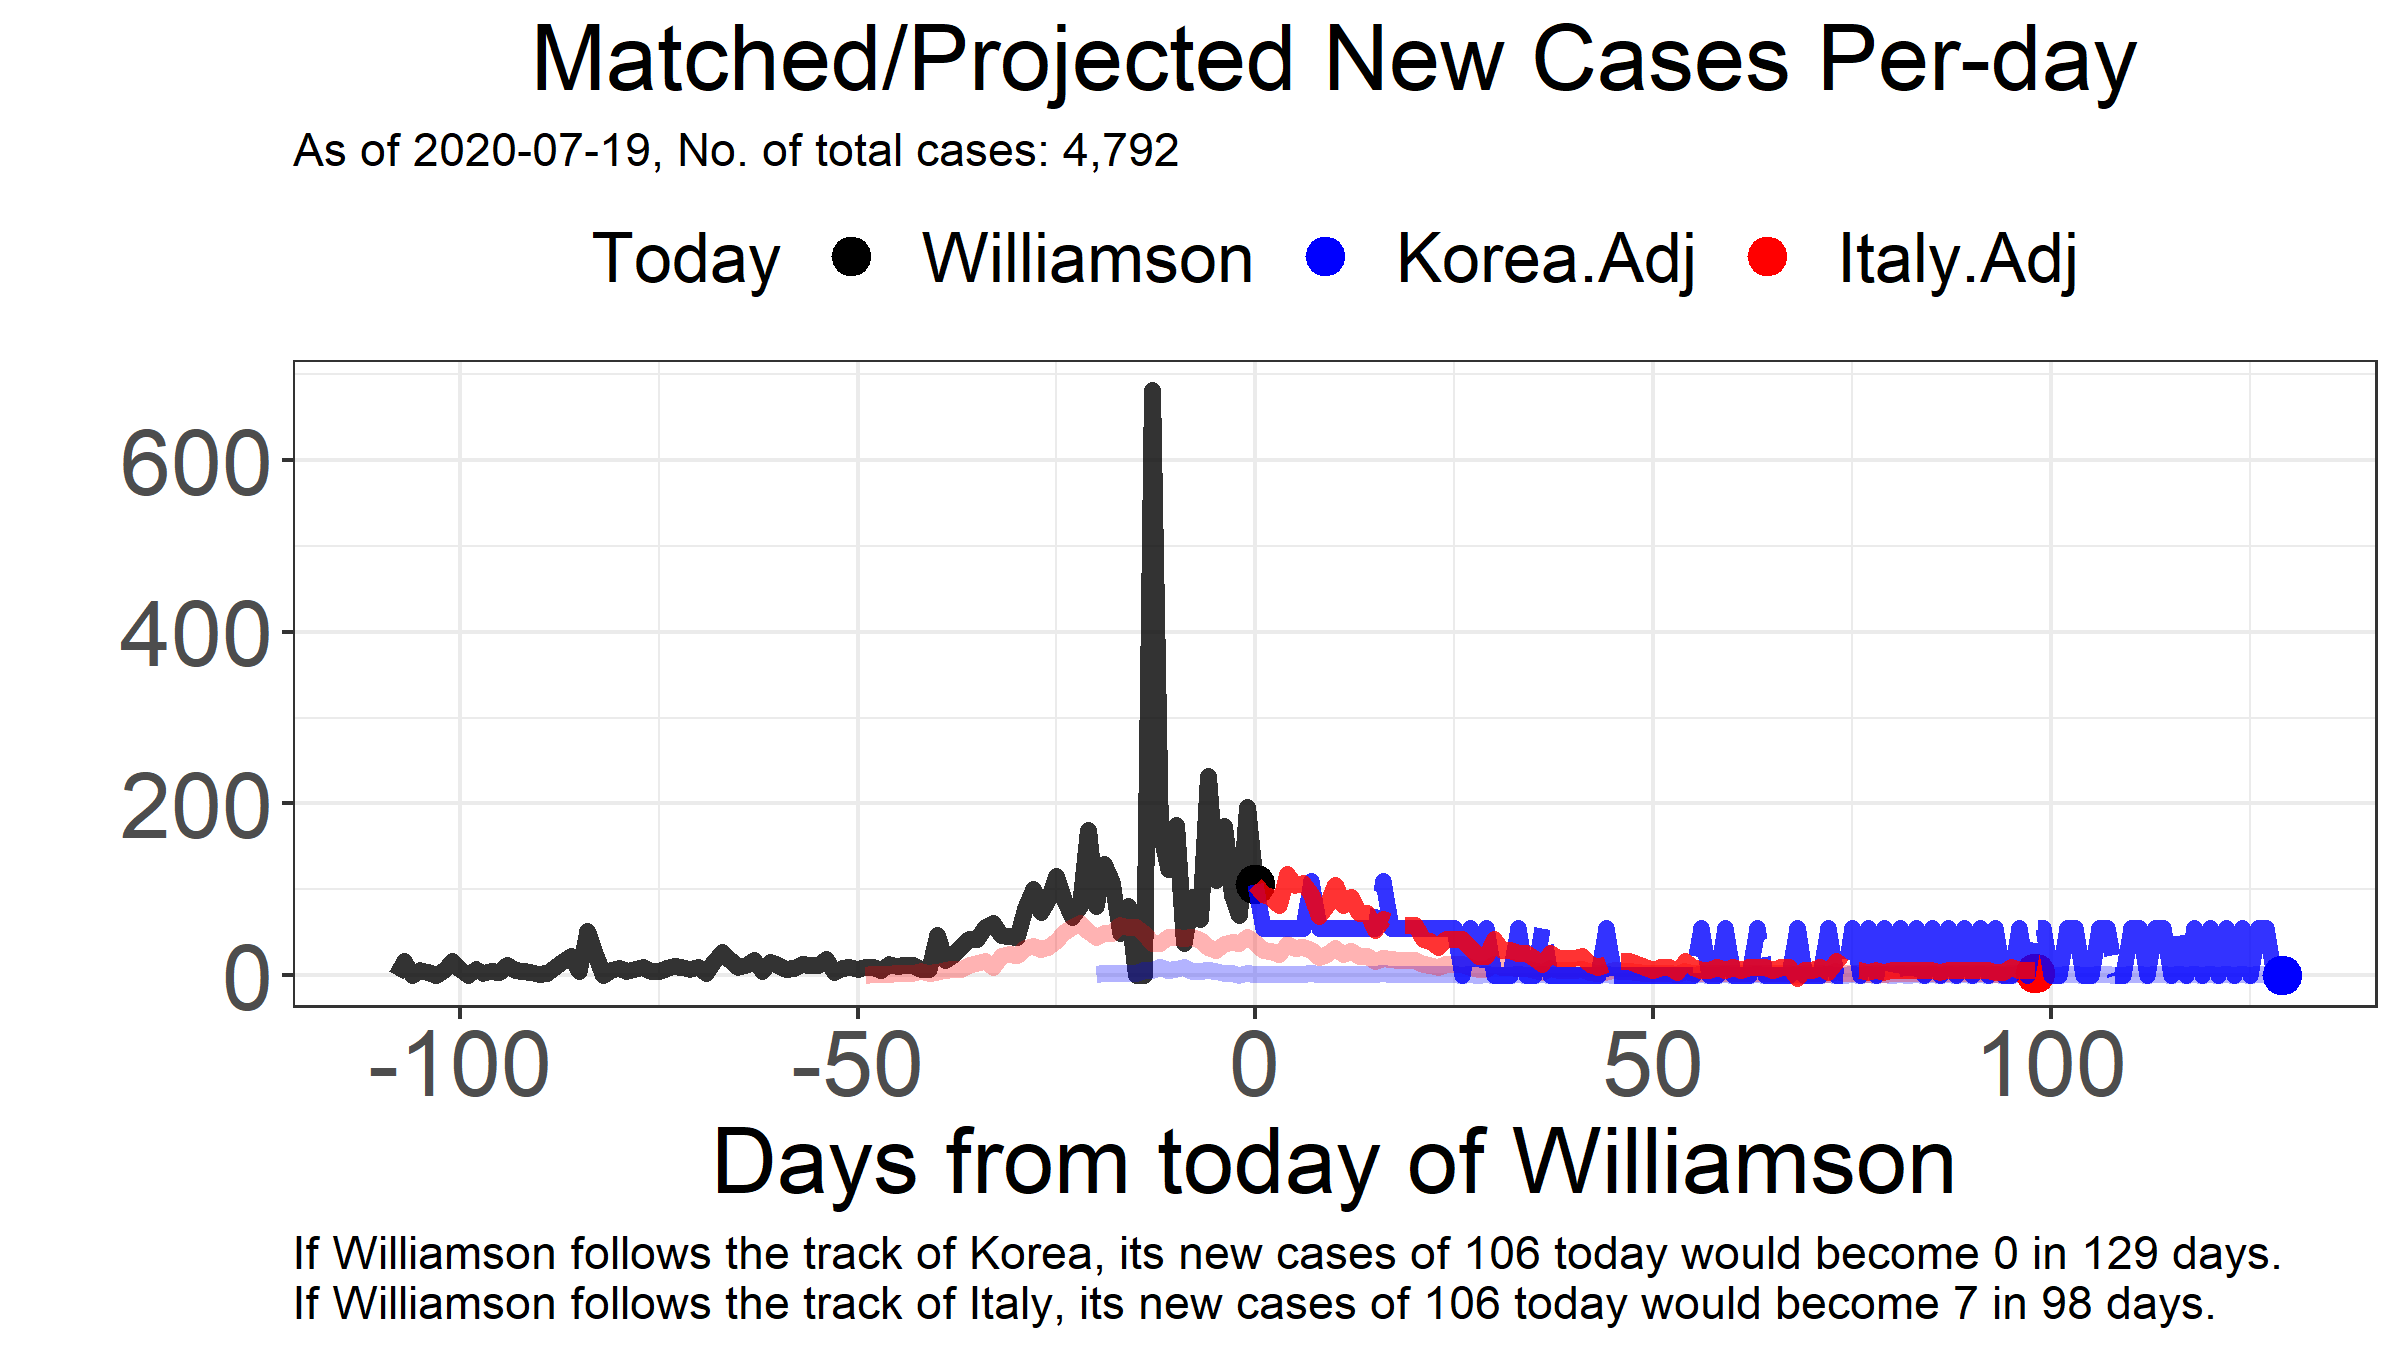 Matched/Projected New Cases Per-day
As of 2020-07-19, No. of total cases: 4,792
Today Williamson Korea.Adj Italy.Adj
600
400
200
0
-100 -50 0 50 100
Days from today of Williamson
If Williamson follows the track of Korea, its new cases of 106 today would become 0 in 129 days.
If Williamson follows the track of Italy, its new cases of 106 today would become 7 in 98 days.